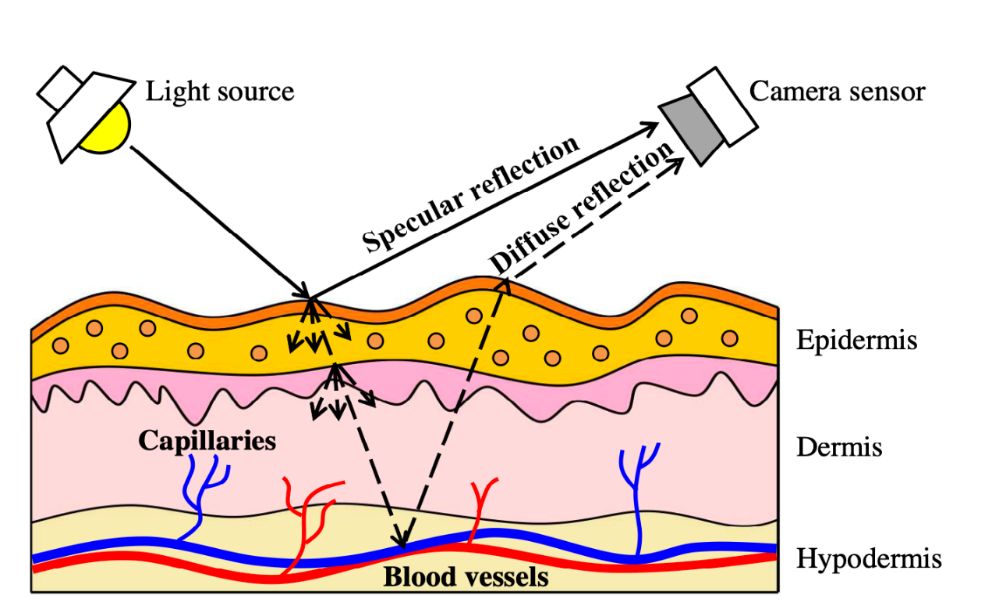 Light source
Camera sensor
Specular reflection
Diffuse reflection
Epidermis
Capillaries
Dermis
Hypodermis
Blood vessels